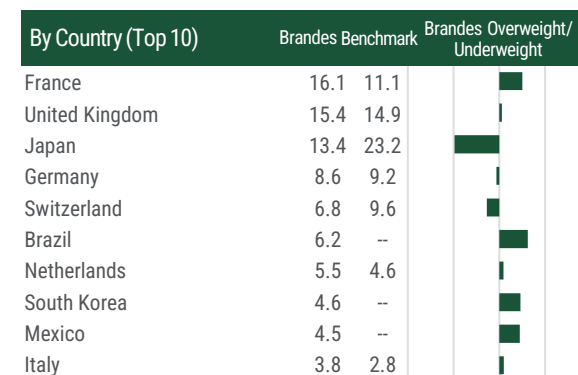 By Country (Top 10) Brandes Benchmark Brandes Overweight/
Underweight
France 16.1 11.1
United Kingdom 15.4 14.9
Japan 13.4 23.2
Germany 8.6 9.2
Switzerland 6.8 9.6
Brazil 6.2 --
Netherlands 5.5 4.6
South Korea 4.6 --
Mexico 4.5 --
Italy 3.8 2.8